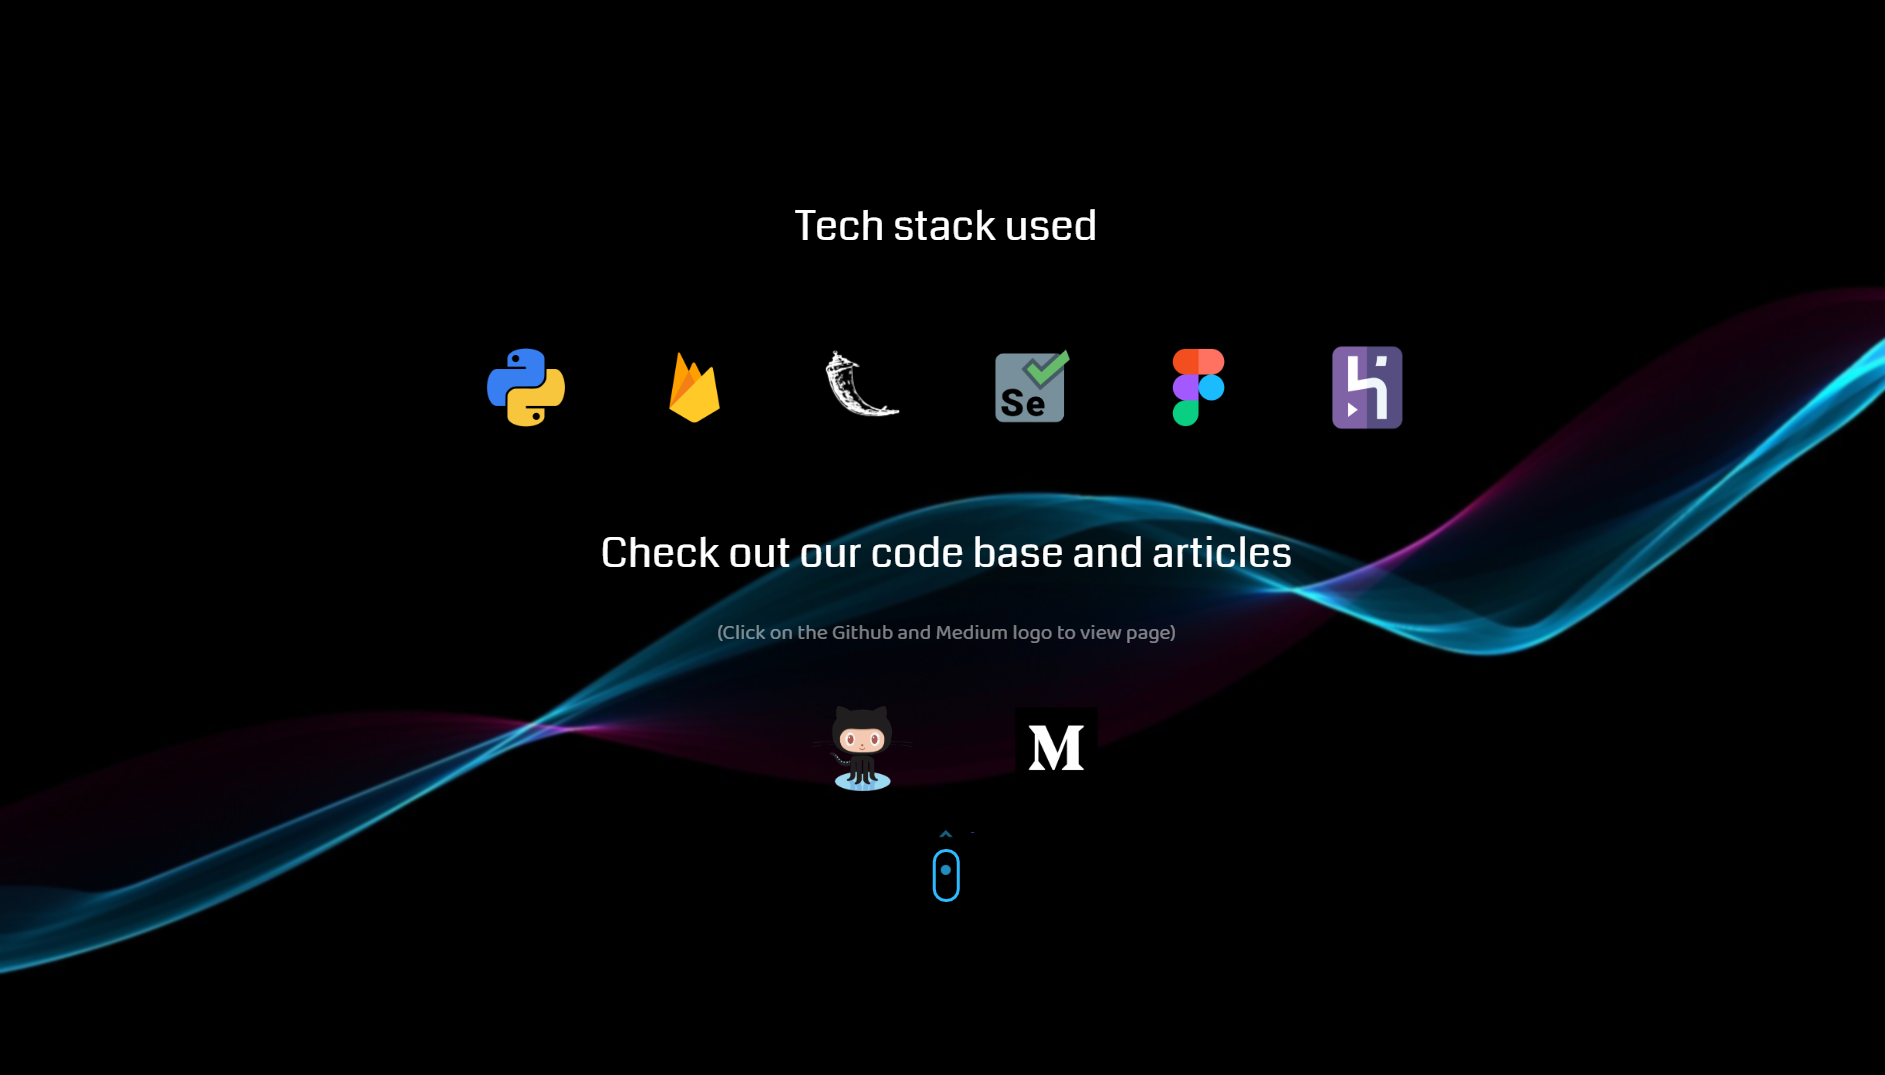 Tech stack used
Se
Check out our code base and articles
(Click on the Github and Medium logo to view page)
M